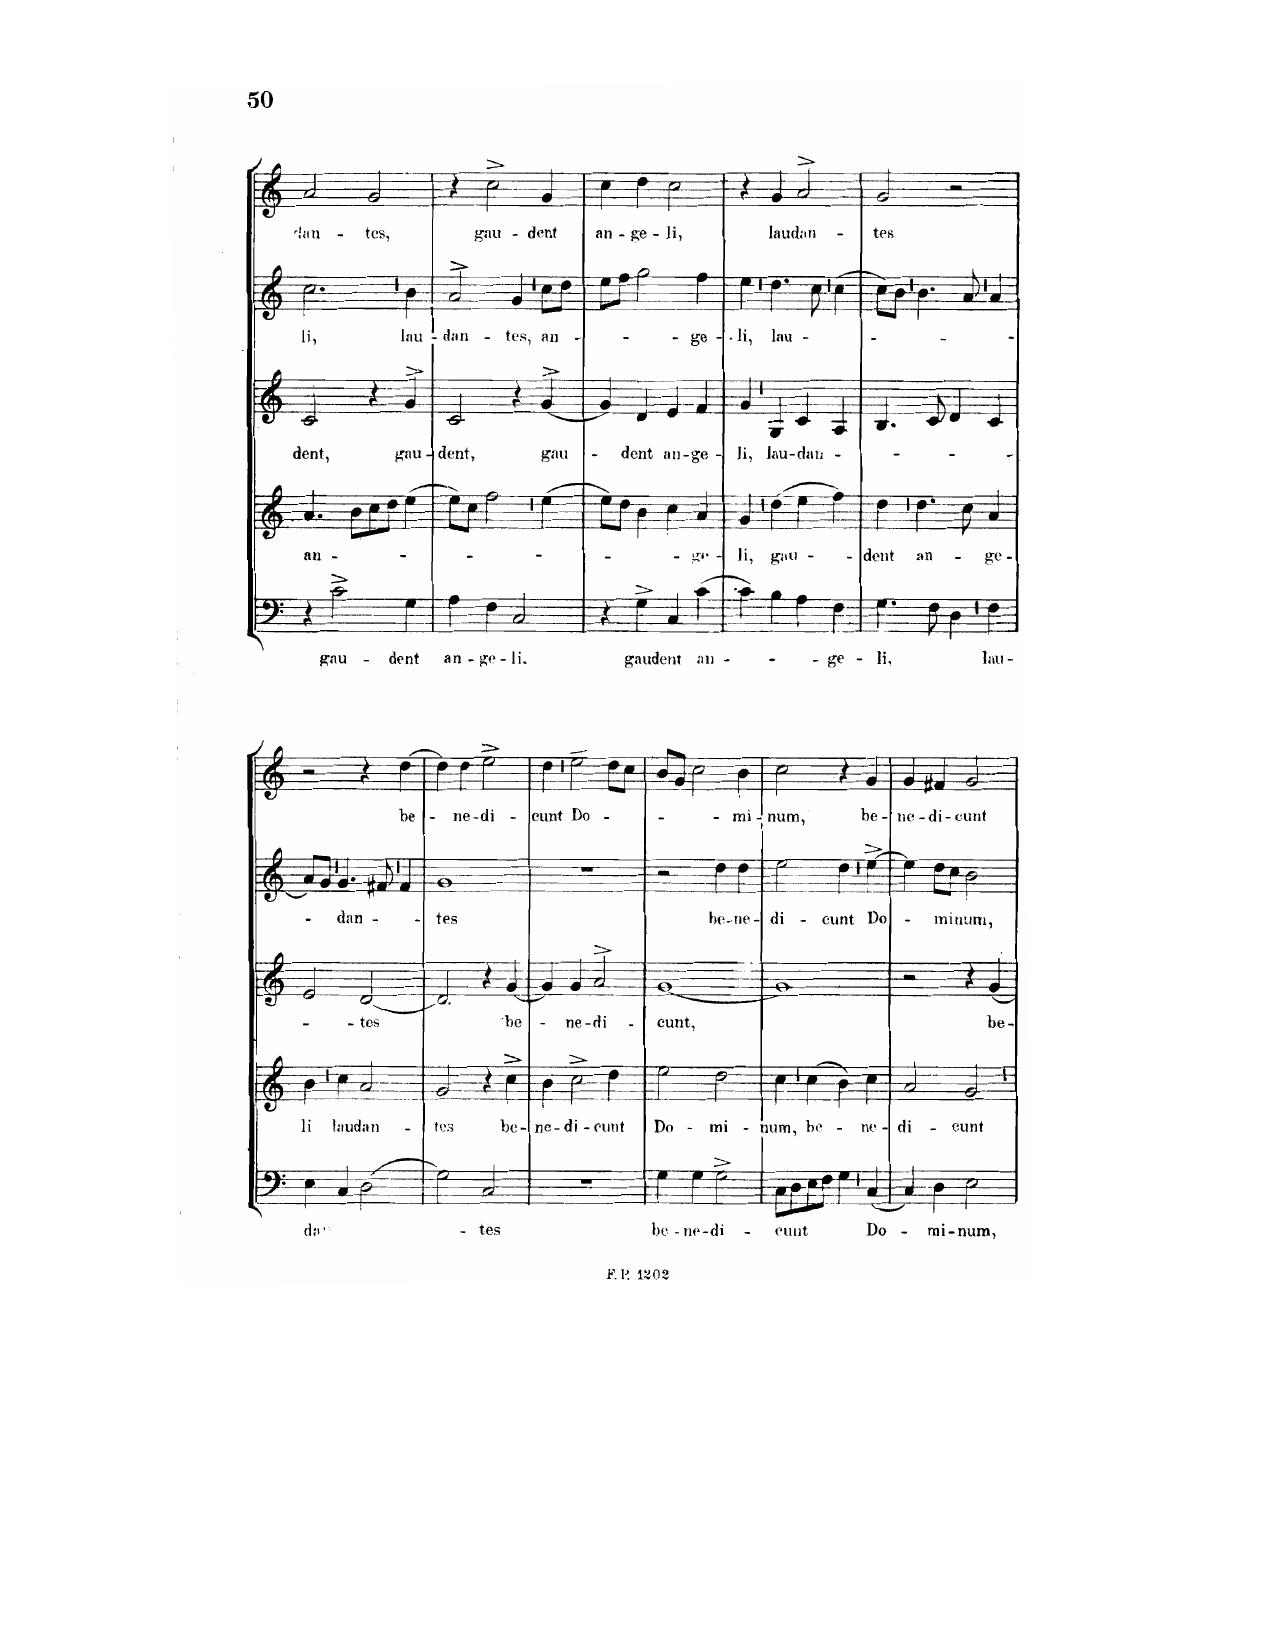 50
dan - tes, gau - dent an - ge - li, laudan - tes
li, lau - dan - tes, an - - - ge - li, lau - - - -
dent, gau - dent, gau - dent an-ge - li, lau-dan - - - -
an - - - - - - ge - li, gau - - dent an - ge -
gau - dent an - ge - li. gaudent an - - - ge - li, lau -
be - ne-di - cunt Do - - - mi - num, be - ne-di-cunt
- dan - - tes be-ne - di - cunt Do - minum,
- - tes be - ne-di - cunt, be -
li laudan - tes be - ne-di-cunt Do - mi - num, be - ne - di - cunt
da - tes be - ne-di - cunt Do - mi-num,
F. P. 1202